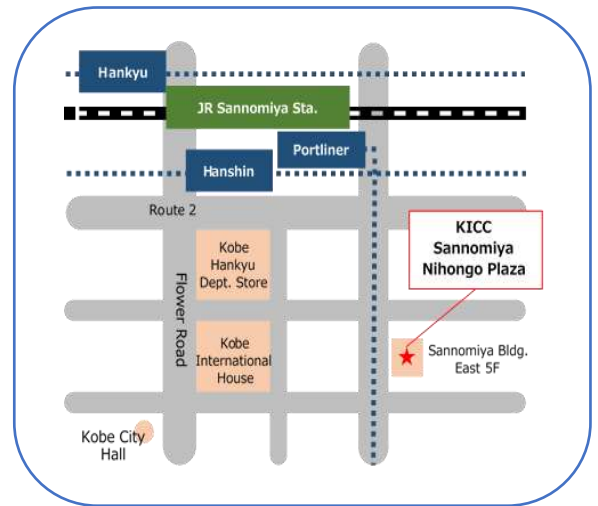 Hankyu
JR Sannomiya Sta.
Portliner
Hanshin
Route 2
KICC
Sannomiya
Nihongo Plaza
Kobe
Hankyu
Dept. Store
Flower Road
Kobe
International
House
Sannomiya Bldg.
East 5F
Kobe City
Hall